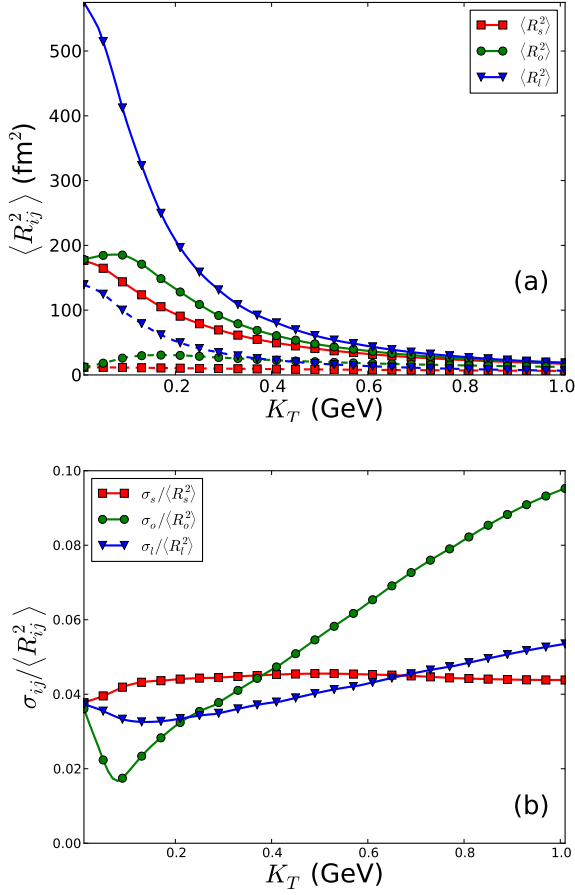 ⟨R²ₛ⟩
⟨R²ₒ⟩
⟨R²ₗ⟩
500
400
300
200
100
0
⟨R²ᵢⱼ⟩ (fm²)
(a)
0.2 0.4 0.6 0.8 1.0
K_T (GeV)
0.10
0.08
0.06
0.04
0.02
0.00
σᵢⱼ/⟨R²ᵢⱼ⟩
σₛ/⟨R²ₛ⟩
σₒ/⟨R²ₒ⟩
σₗ/⟨R²ₗ⟩
(b)
0.2 0.4 0.6 0.8 1.0
K_T (GeV)